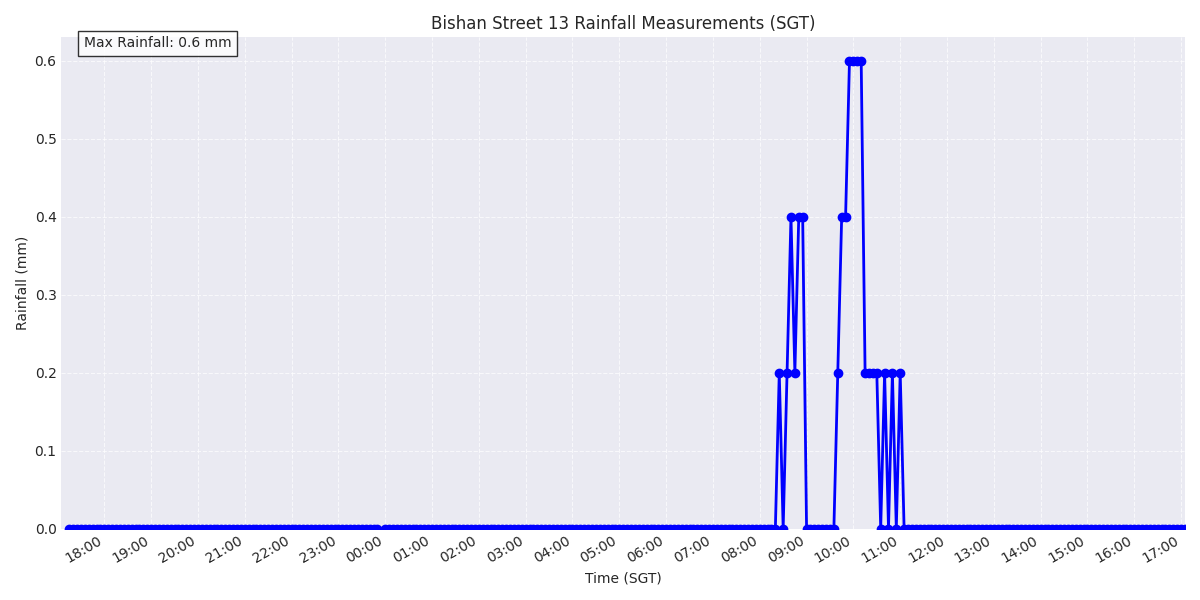 Bishan Street 13 Rainfall Measurements (SGT)
Max Rainfall: 0.6 mm
Rainfall (mm)
0.6
0.5
0.4
0.3
0.2
0.1
0.0
18:00 19:00 20:00 21:00 22:00 23:00 00:00 01:00 02:00 03:00 04:00 05:00 06:00 07:00 08:00 09:00 10:00 11:00 12:00 13:00 14:00 15:00 16:00 17:00
Time (SGT)